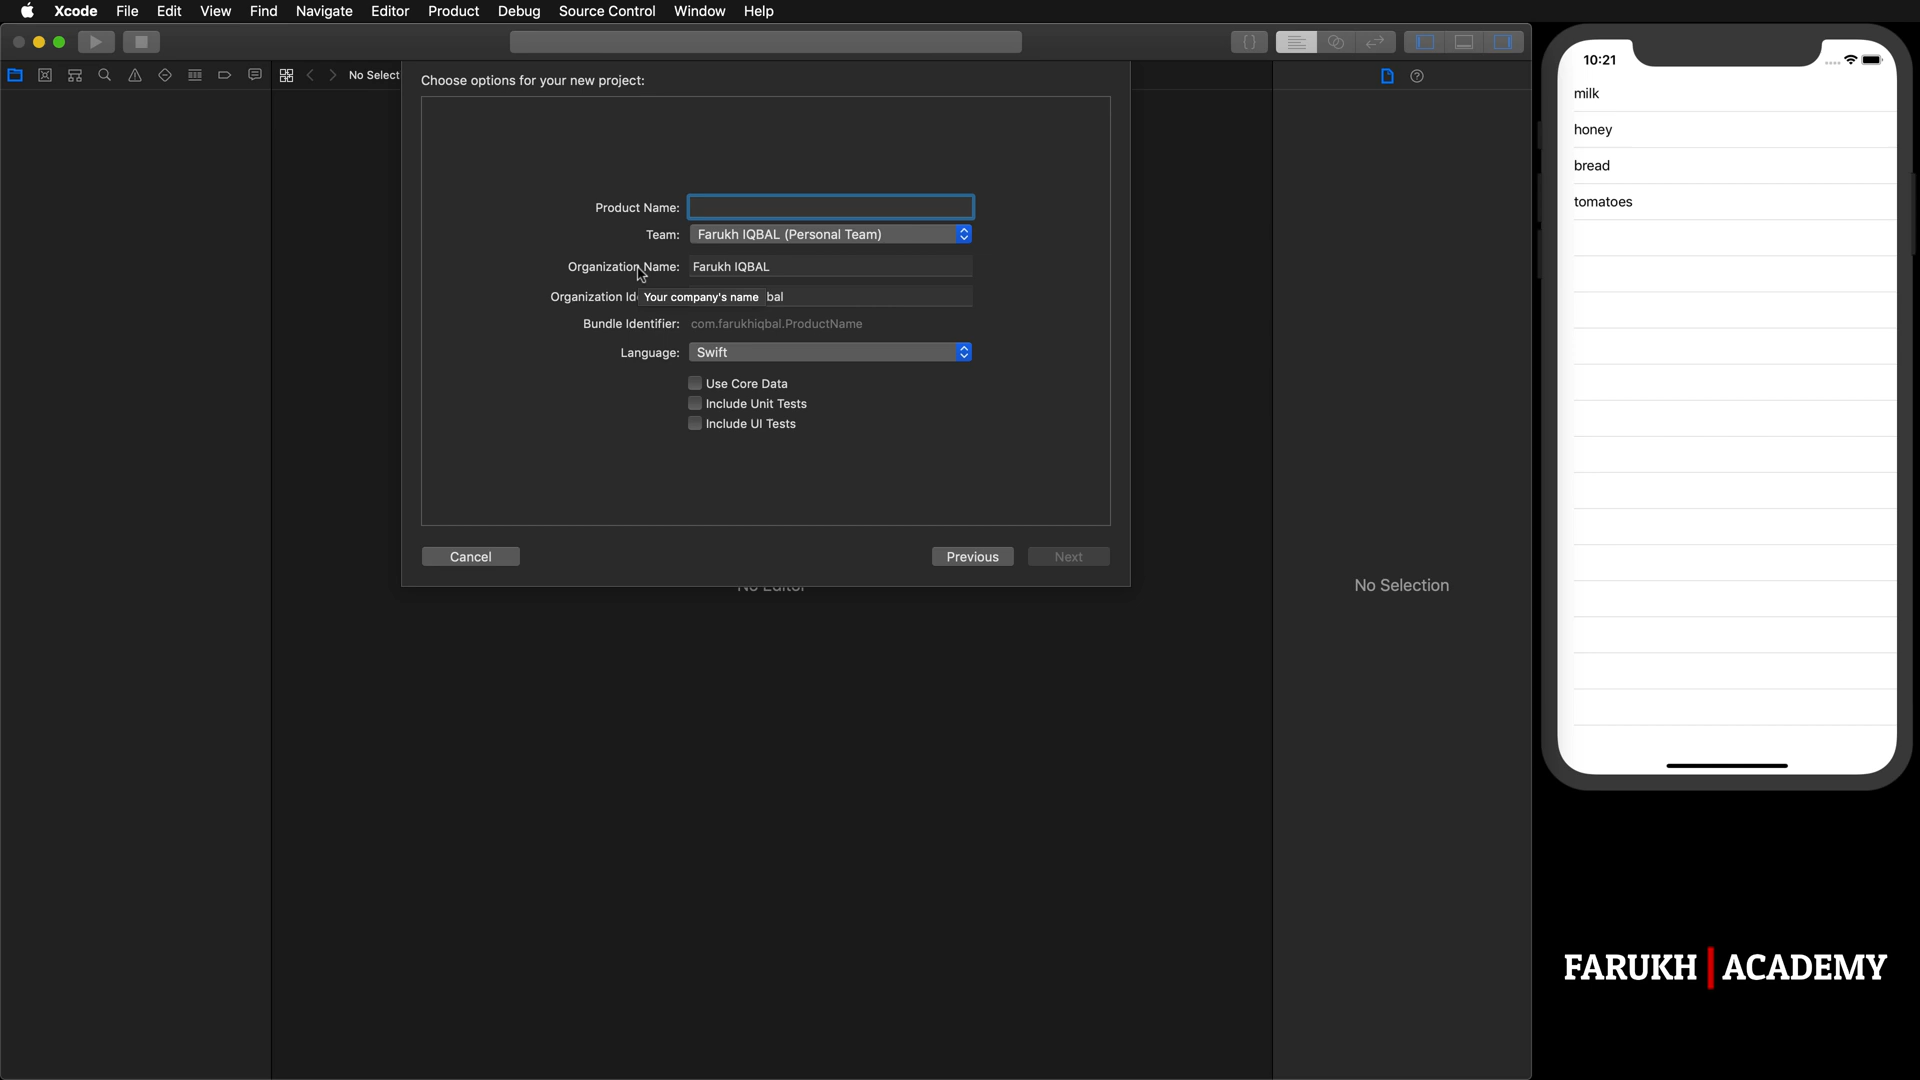 Xcode File Edit View Find Navigate Editor Product Debug Source Control Window Help
No Select
Choose options for your new project:
Product Name:
Team: Farukh IQBAL (Personal Team)
Organization Name: Farukh IQBAL
Organization Id
Your company's name
bal
Bundle Identifier: com.farukhiqbal.ProductName
Language: Swift
Use Core Data
Include Unit Tests
Include UI Tests
Cancel Previous Next
No Editor
No Selection
10:21
milk
honey
bread
tomatoes
FARUKH | ACADEMY